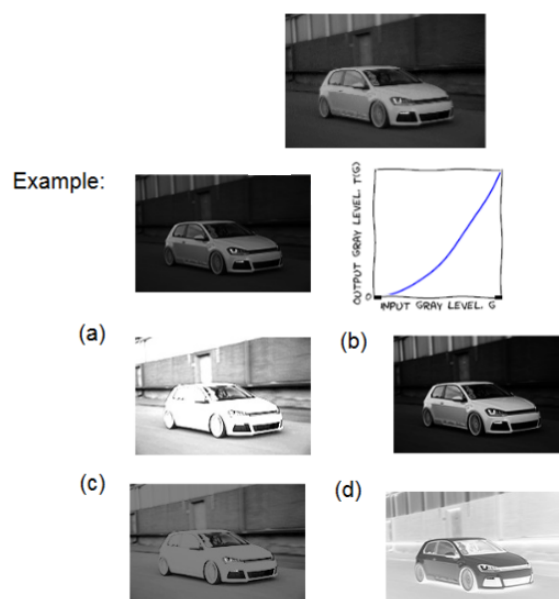 Example:
OUTPUT GRAY LEVEL. T(G)
0
INPUT GRAY LEVEL. G
(a)
(b)
(c)
(d)